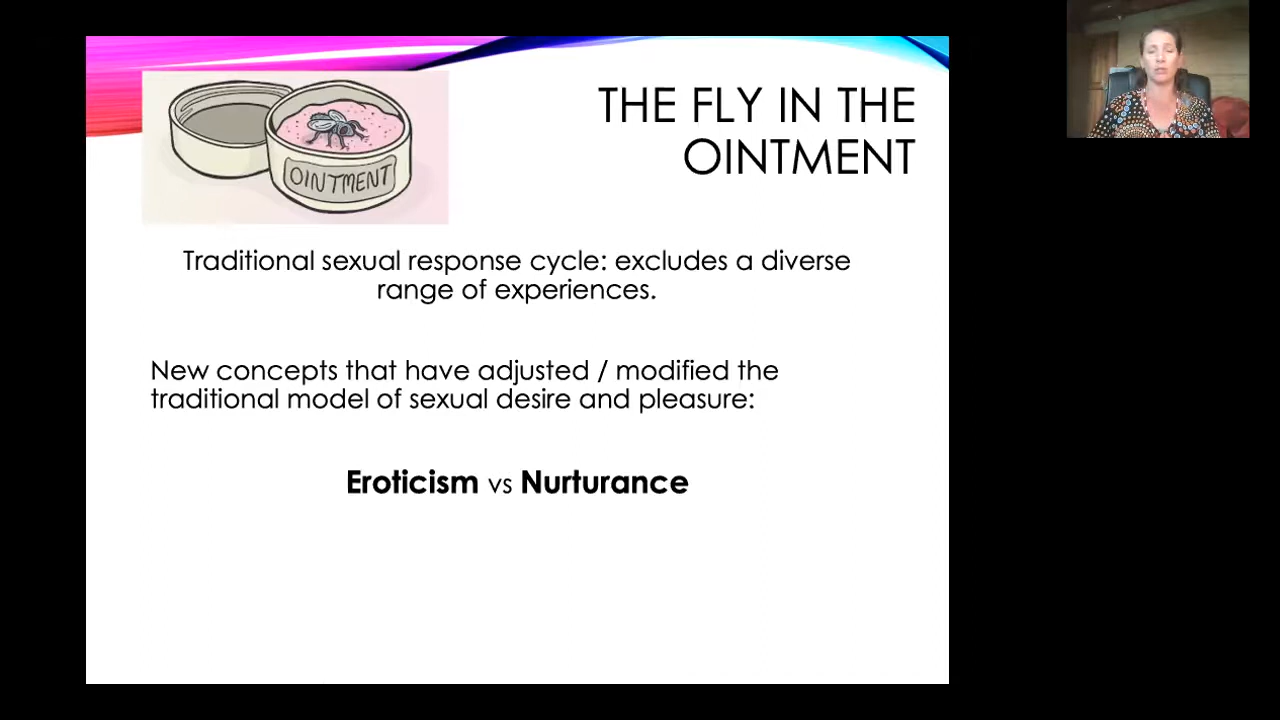 OINTMENT
THE FLY IN THE
OINTMENT
Traditional sexual response cycle: excludes a diverse
range of experiences.
New concepts that have adjusted / modified the
traditional model of sexual desire and pleasure:
Eroticism vs Nurturance